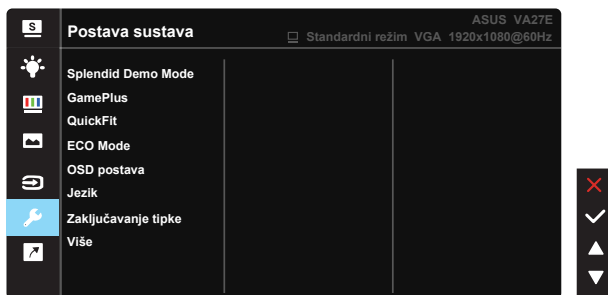 S
Postava sustava
ASUS VA27E
Standardni režim VGA 1920x1080@60Hz
Splendid Demo Mode
GamePlus
QuickFit
ECO Mode
OSD postava
Jezik
Zaključavanje tipke
Više